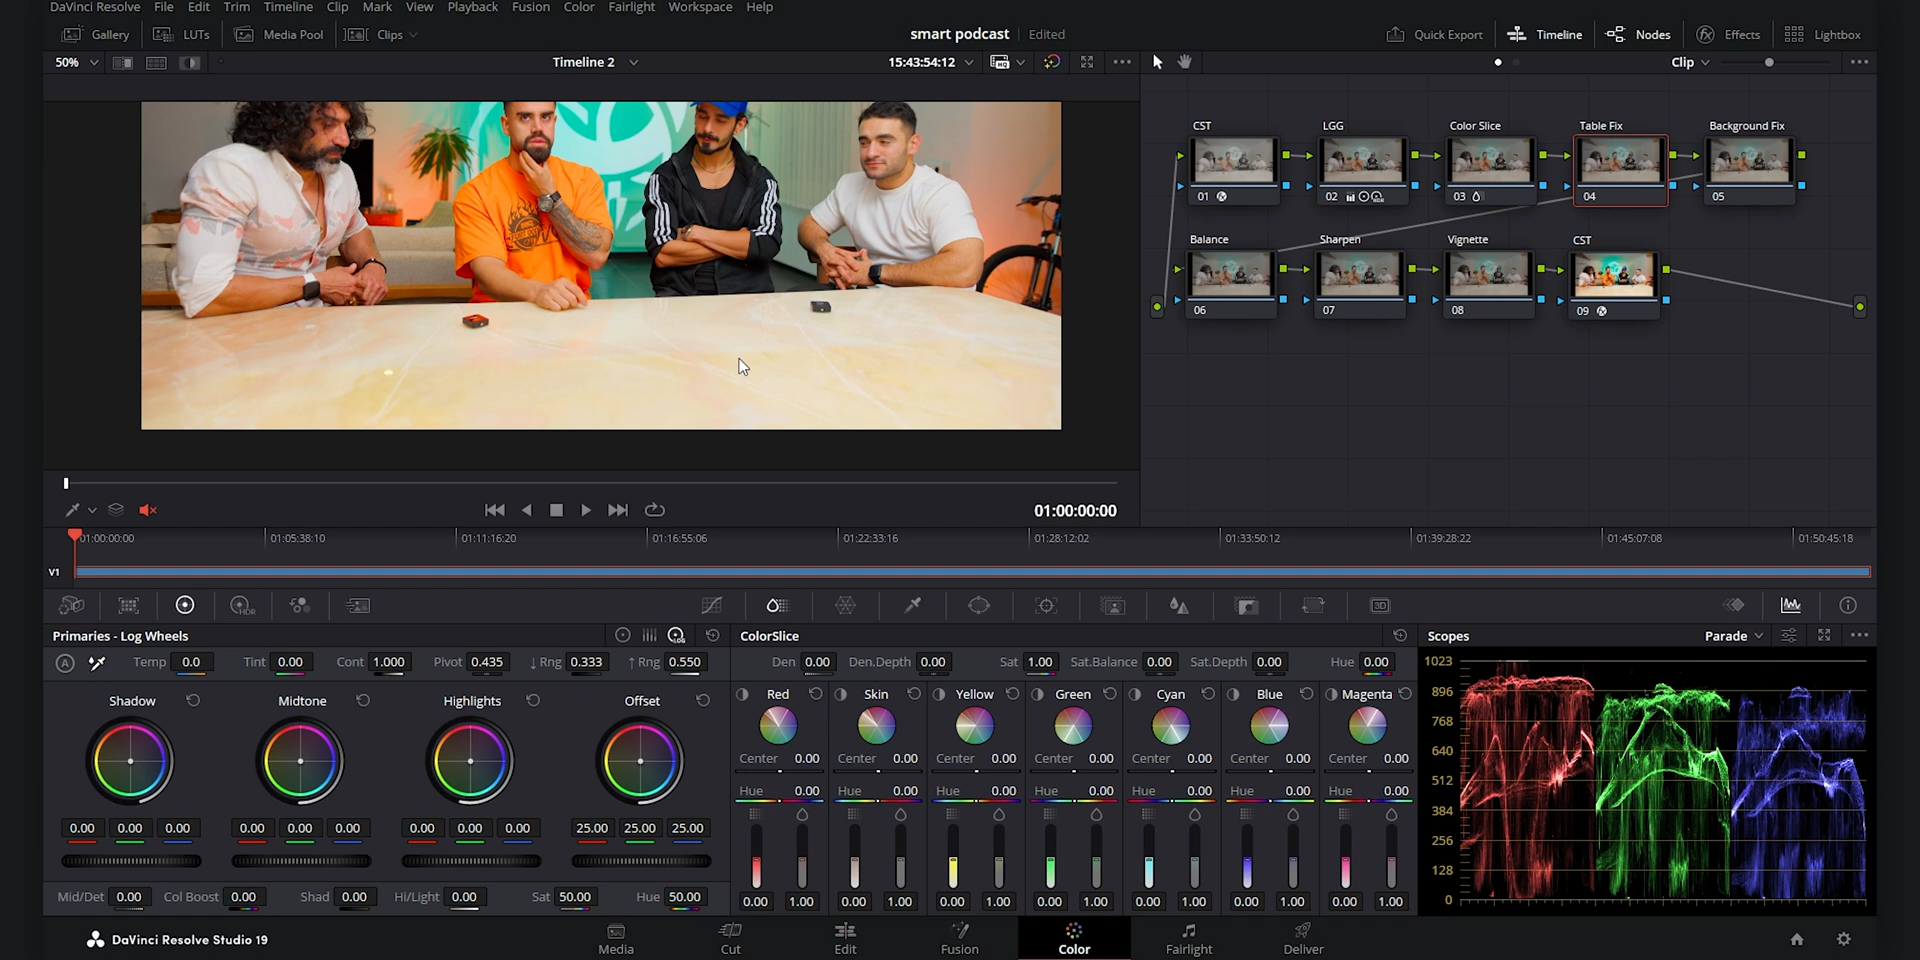 DaVinci Resolve File Edit Trim Timeline Clip Mark View Playback Fusion Color Fairlight Workspace Help
Gallery LUTs Media Pool Clips smart podcast Edited Quick Export Timeline Nodes Effects Lightbox
50% Timeline 2 15:43:54:12 Clip
CST LGG Color Slice Table Fix Background Fix
01 02 03 04 05
Balance Sharpen Vignette CST
06 07 08 09
01:00:00:00
01:00:00:00 01:05:38:10 01:11:16:20 01:16:55:06 01:22:33:16 01:28:12:02 01:33:50:12 01:39:28:22 01:45:07:08 01:50:45:18
V1
HDR 3D
Primaries - Log Wheels LOG ColorSlice Scopes Parade
A Temp 0.0 Tint 0.00 Cont 1.000 Pivot 0.435 ↓ Rng 0.333 ↑ Rng 0.550 Den 0.00 Den.Depth 0.00 Sat 1.00 Sat.Balance 0.00 Sat.Depth 0.00 Hue 0.00
Shadow Midtone Highlights Offset Red Skin Yellow Green Cyan Blue Magenta
Center 0.00 Center 0.00 Center 0.00 Center 0.00 Center 0.00 Center 0.00 Center 0.00
Hue 0.00 Hue 0.00 Hue 0.00 Hue 0.00 Hue 0.00 Hue 0.00 Hue 0.00
0.00 0.00 0.00 0.00 0.00 0.00 0.00 0.00 0.00 25.00 25.00 25.00
Mid/Det 0.00 Col Boost 0.00 Shad 0.00 Hi/Light 0.00 Sat 50.00 Hue 50.00
0.00 1.00 0.00 1.00 0.00 1.00 0.00 1.00 0.00 1.00 0.00 1.00 0.00 1.00
1023
896
768
640
512
384
256
128
0
DaVinci Resolve Studio 19 Media Cut Edit Fusion Color Fairlight Deliver